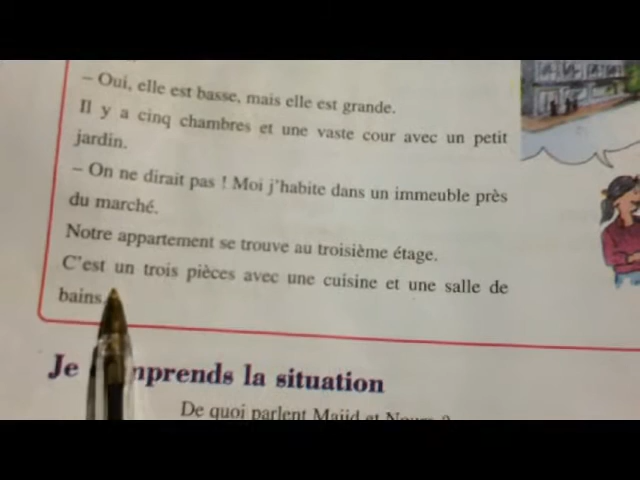 – Oui, elle est basse, mais elle est grande.
Il y a cinq chambres et une vaste cour avec un petit
jardin.
– On ne dirait pas ! Moi j'habite dans un immeuble près
du marché.
Notre appartement se trouve au troisième étage.
C'est un trois pièces avec une cuisine et une salle de
bains.
Je comprends la situation
De quoi parlent Majid et